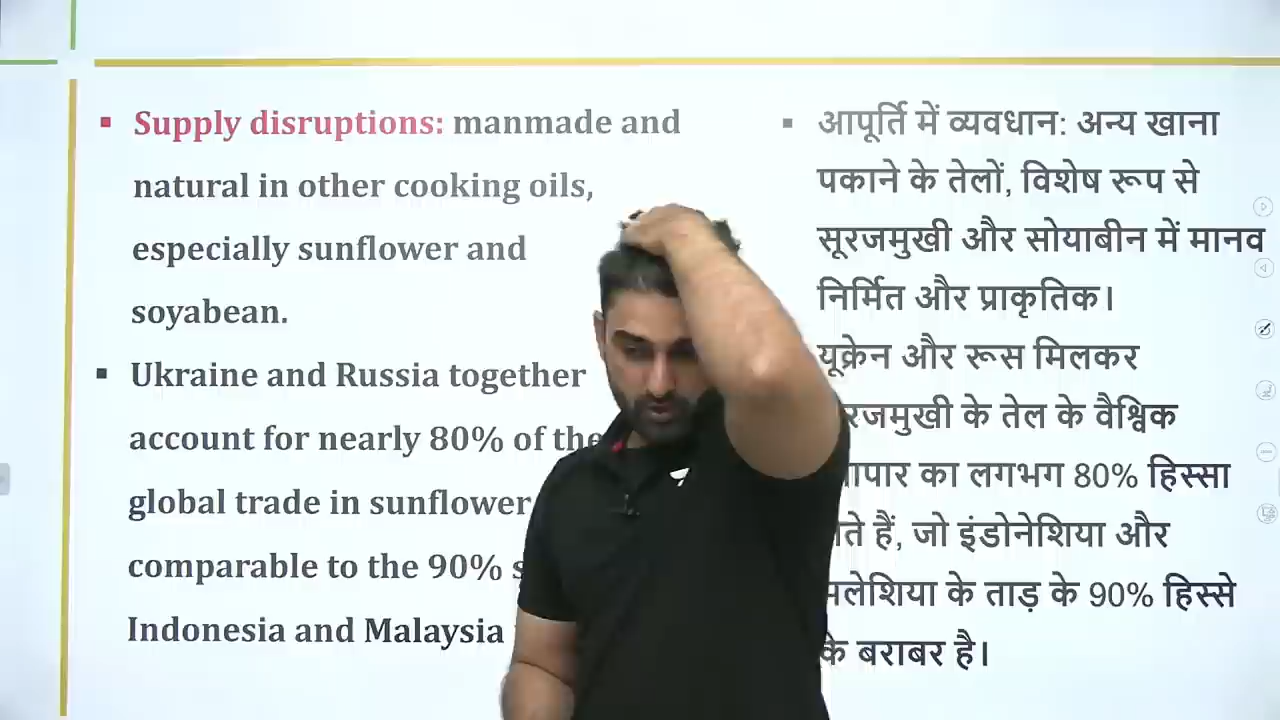 Supply disruptions: manmade and
natural in other cooking oils,
especially sunflower and
soyabean.
Ukraine and Russia together
account for nearly 80% of the
global trade in sunflower
comparable to the 90%
Indonesia and Malaysia
आपूर्ति में व्यवधान: अन्य खाना
पकाने के तेलों, विशेष रूप से
सूरजमुखी और सोयाबीन में मानव
निर्मित और प्राकृतिक।
यूक्रेन और रूस मिलकर
के तेल के वैश्विक
का लगभग 80% हिस्सा
हैं, जो इंडोनेशिया और
के ताड़ के 90% हिस्से
के बराबर है।